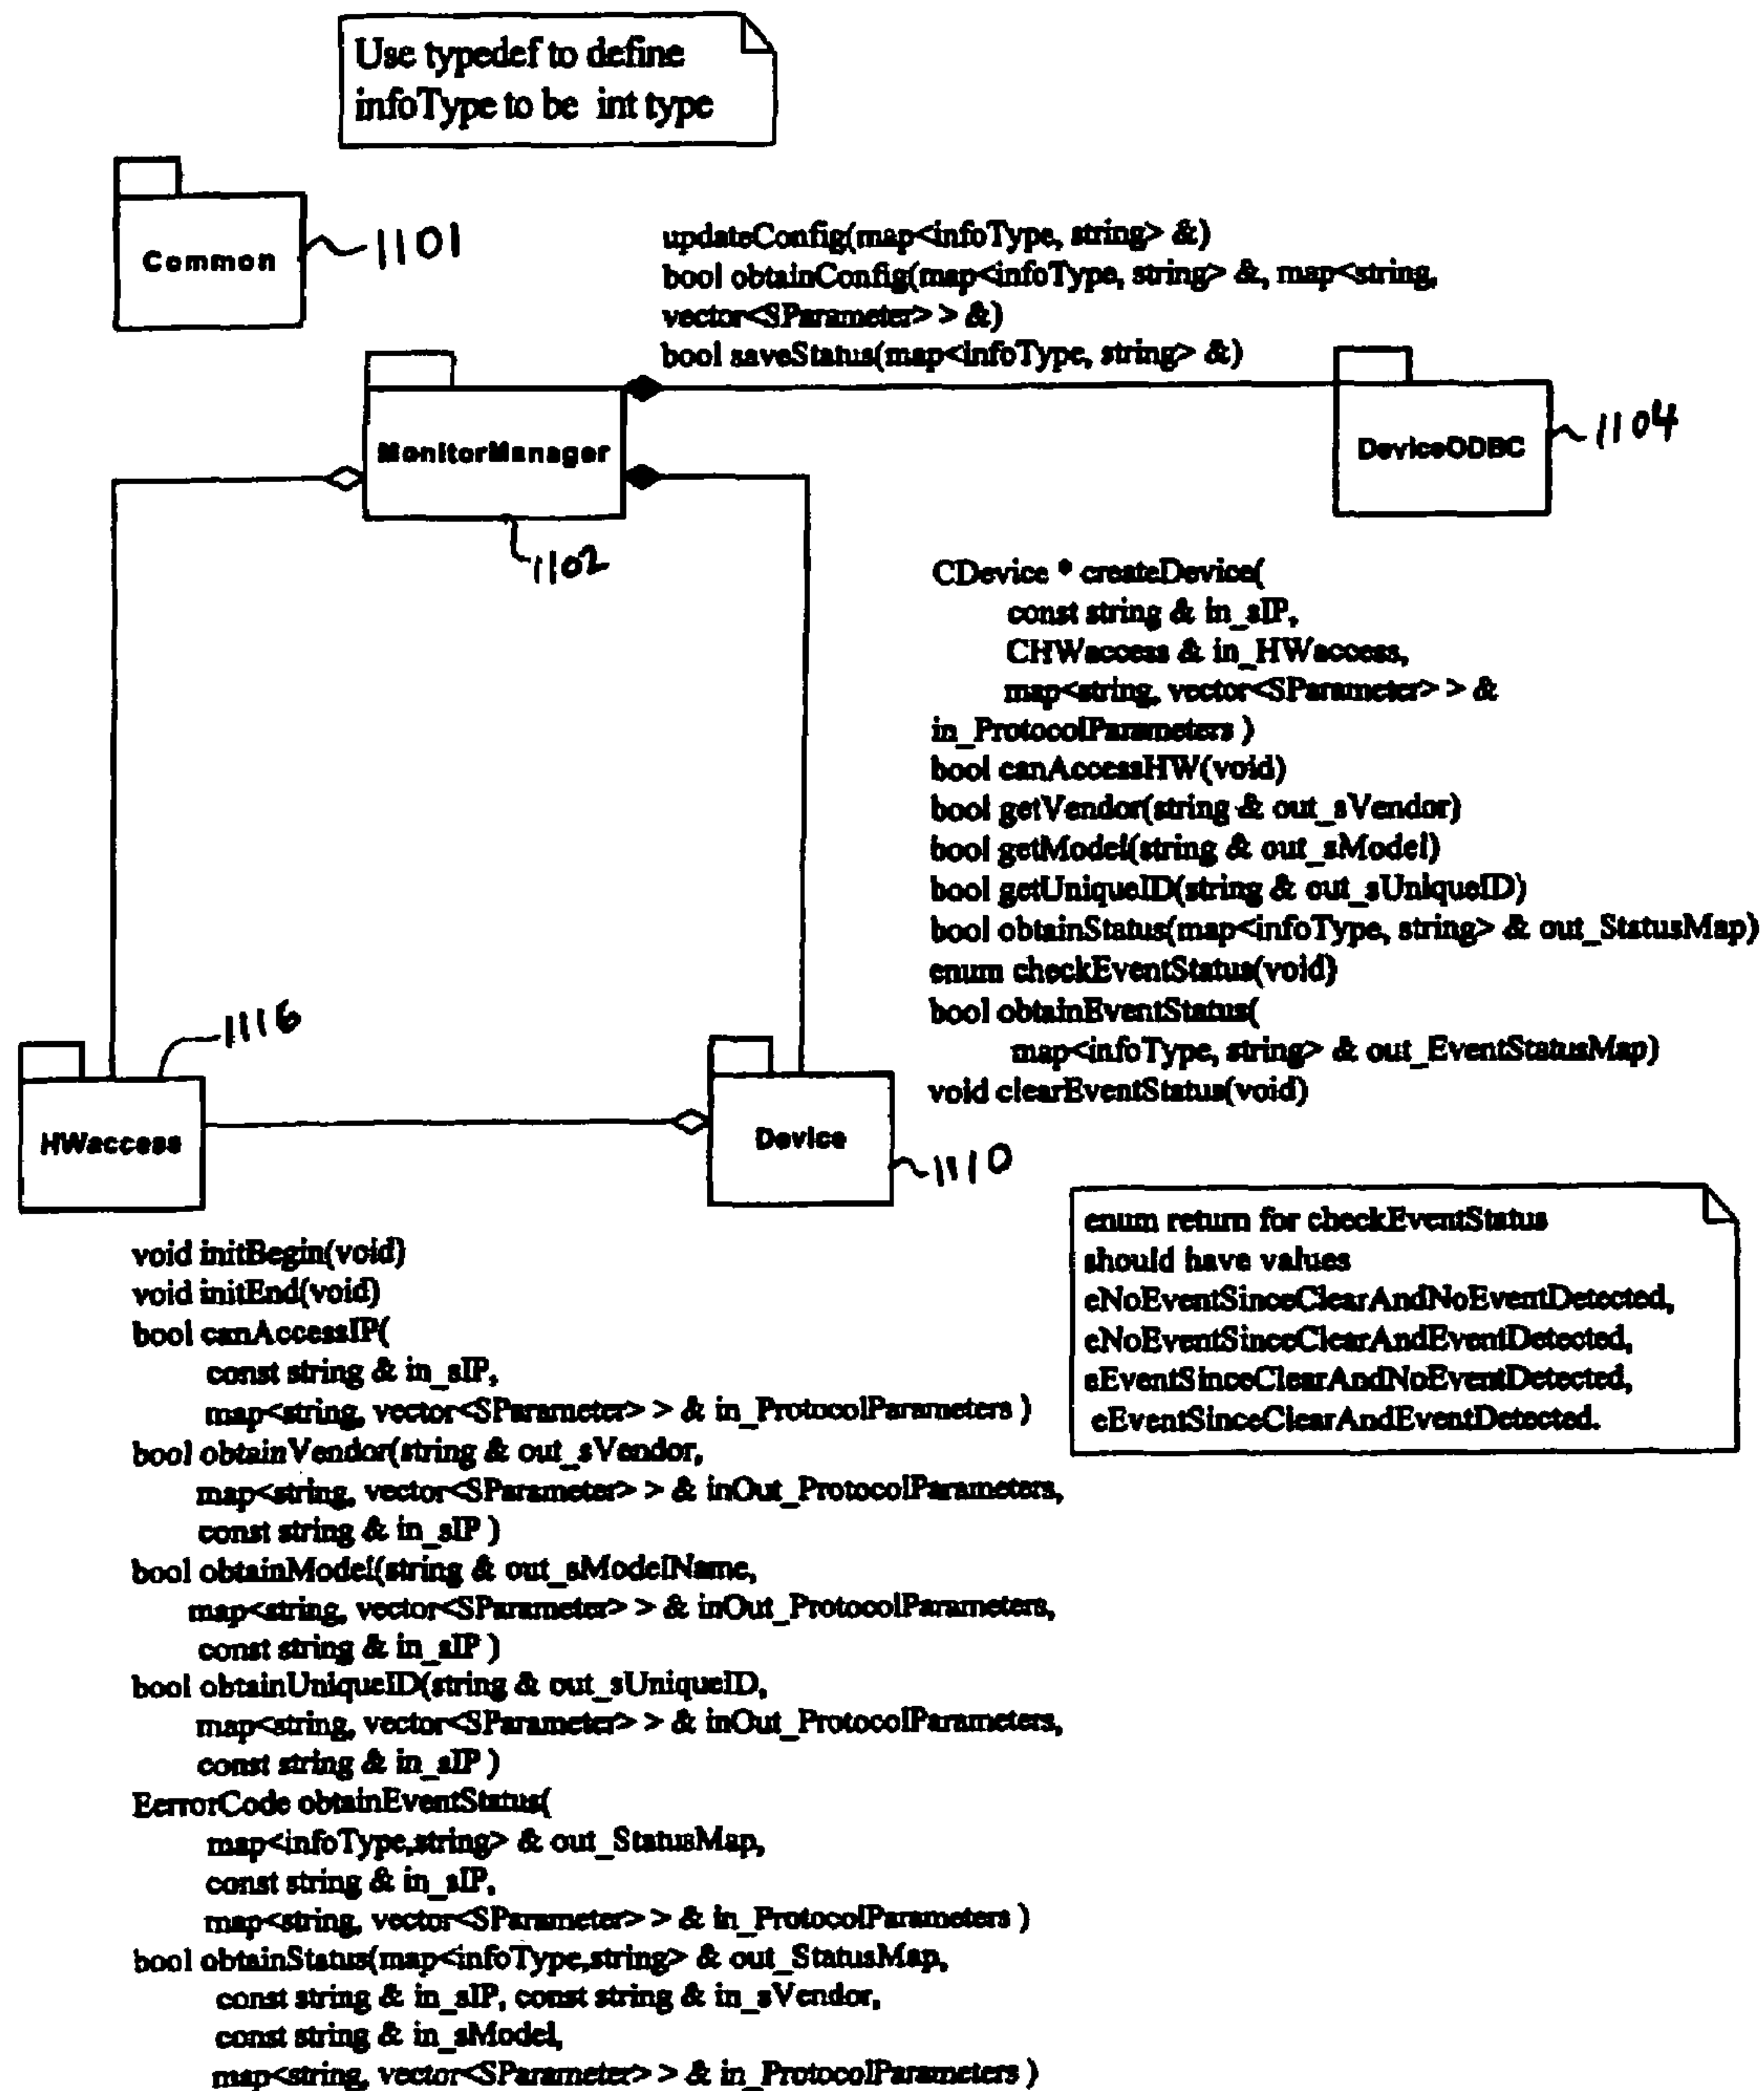 Use typedef to define
infoType to be int type
Common
1101
updateConfig(map<infoType, string> &)
bool obtainConfig(map<infoType, string> &, map<string,
vector<SParameter> > &)
bool saveStatus(map<infoType, string> &)
MonitorManager
1102
DeviceODBC
1104
CDevice * createDevice(
const string & in_sIP,
CHWaccess & in_HWaccess,
map<string, vector<SParameter> > &
in_ProtocolParameters )
bool canAccessHW(void)
bool getVendor(string & out_sVendor)
bool getModel(string & out_sModel)
bool getUniqueID(string & out_sUniqueID)
bool obtainStatus(map<infoType, string> & out_StatusMap)
enum checkEventStatus(void)
bool obtainEventStatus(
map<infoType, string> & out_EventStatusMap)
void clearEventStatus(void)
1116
HWaccess
Device
1110
enum return for checkEventStatus
should have values
eNoEventSinceClearAndNoEventDetected,
eNoEventSinceClearAndEventDetected,
eEventSinceClearAndNoEventDetected,
eEventSinceClearAndEventDetected.
void initBegin(void)
void initEnd(void)
bool canAccessIP(
const string & in_sIP,
map<string, vector<SParameter> > & in_ProtocolParameters )
bool obtainVendor(string & out_sVendor,
map<string, vector<SParameter> > & inOut_ProtocolParameters,
const string & in_sIP )
bool obtainModel(string & out_sModelName,
map<string, vector<SParameter> > & inOut_ProtocolParameters,
const string & in_sIP )
bool obtainUniqueID(string & out_sUniqueID,
map<string, vector<SParameter> > & inOut_ProtocolParameters,
const string & in_sIP )
EerrorCode obtainEventStatus(
map<infoType,string> & out_StatusMap,
const string & in_sIP,
map<string, vector<SParameter> > & in_ProtocolParameters )
bool obtainStatus(map<infoType,string> & out_StatusMap,
const string & in_sIP, const string & in_sVendor,
const string & in_sModel,
map<string, vector<SParameter> > & in_ProtocolParameters )